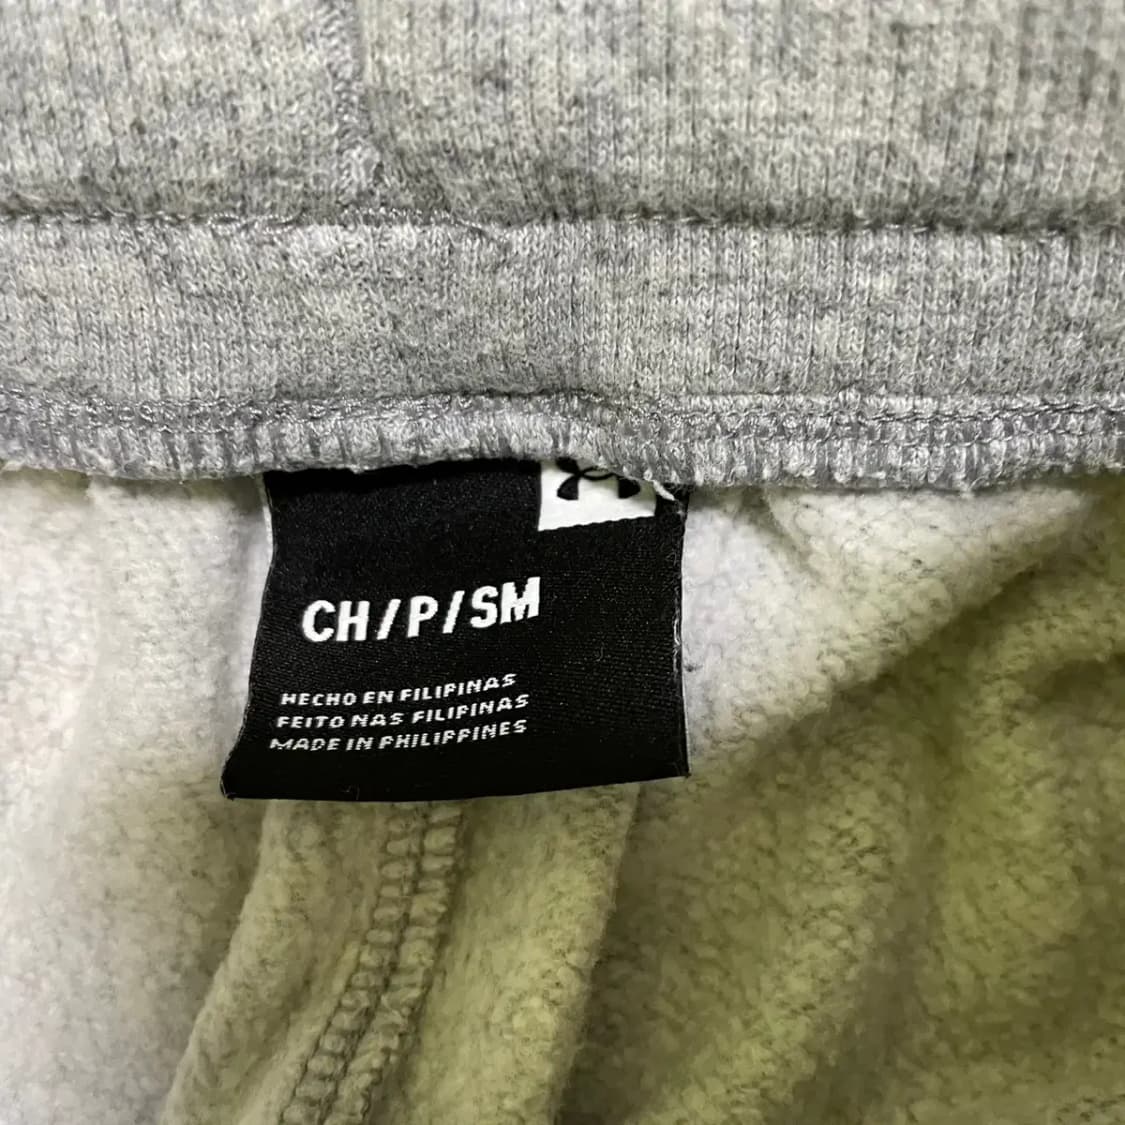 CH/P/SM
HECHO EN FILIPINAS
FEITO NAS FILIPINAS
MADE IN PHILIPPINES